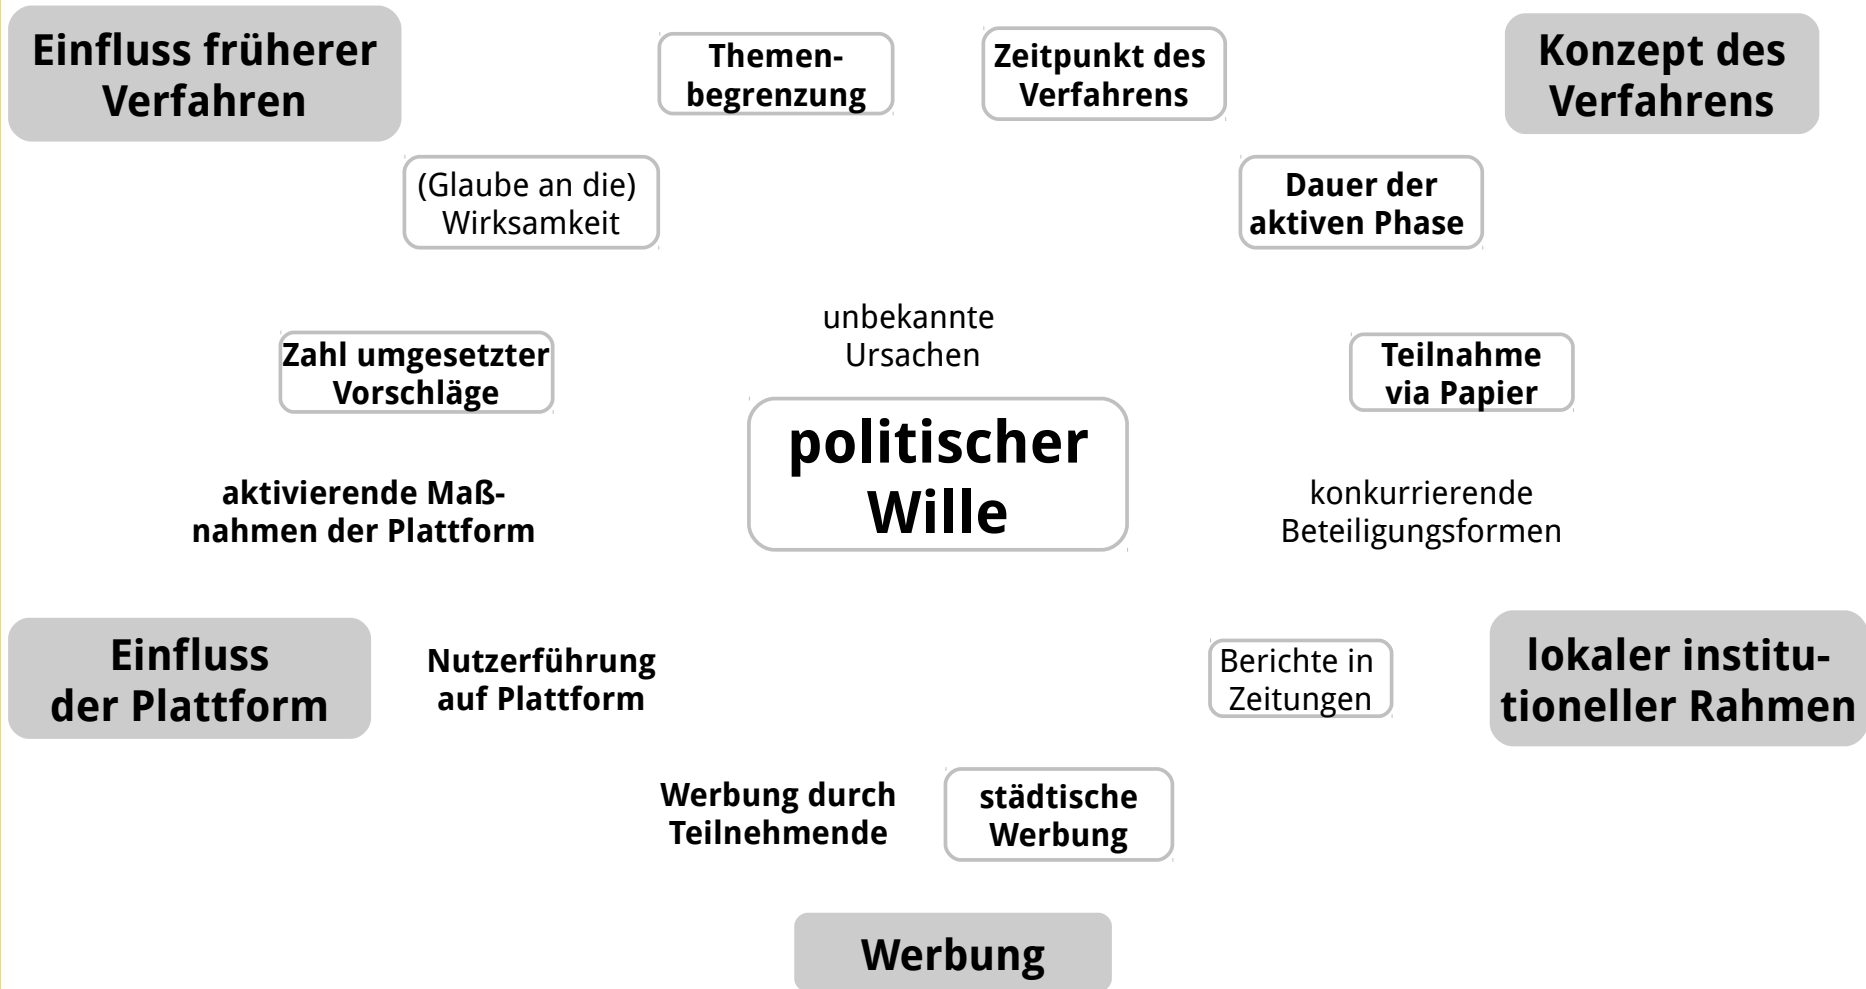 Einfluss früherer
Verfahren
Themen-
begrenzung
Zeitpunkt des
Verfahrens
Konzept des
Verfahrens
(Glaube an die)
Wirksamkeit
Dauer der
aktiven Phase
unbekannte
Ursachen
Zahl umgesetzter
Vorschläge
Teilnahme
via Papier
politischer
Wille
aktivierende Maß-
nahmen der Plattform
konkurrierende
Beteiligungsformen
Einfluss
der Plattform
Nutzerführung
auf Plattform
Berichte in
Zeitungen
lokaler institu-
tioneller Rahmen
Werbung durch
Teilnehmende
städtische
Werbung
Werbung